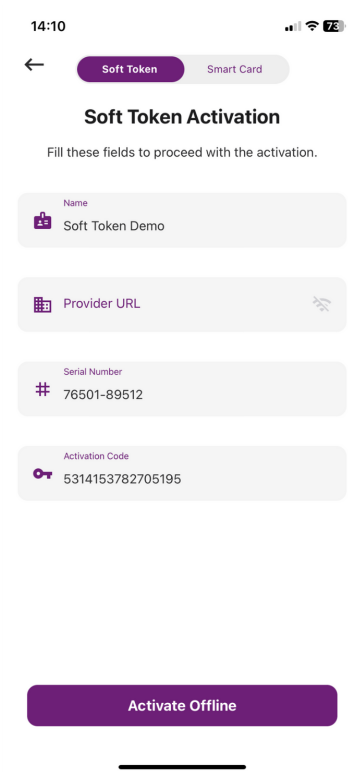 14:10
73
Soft Token
Smart Card
Soft Token Activation
Fill these fields to proceed with the activation.
Name
Soft Token Demo
Provider URL
Serial Number
76501-89512
Activation Code
5314153782705195
Activate Offline